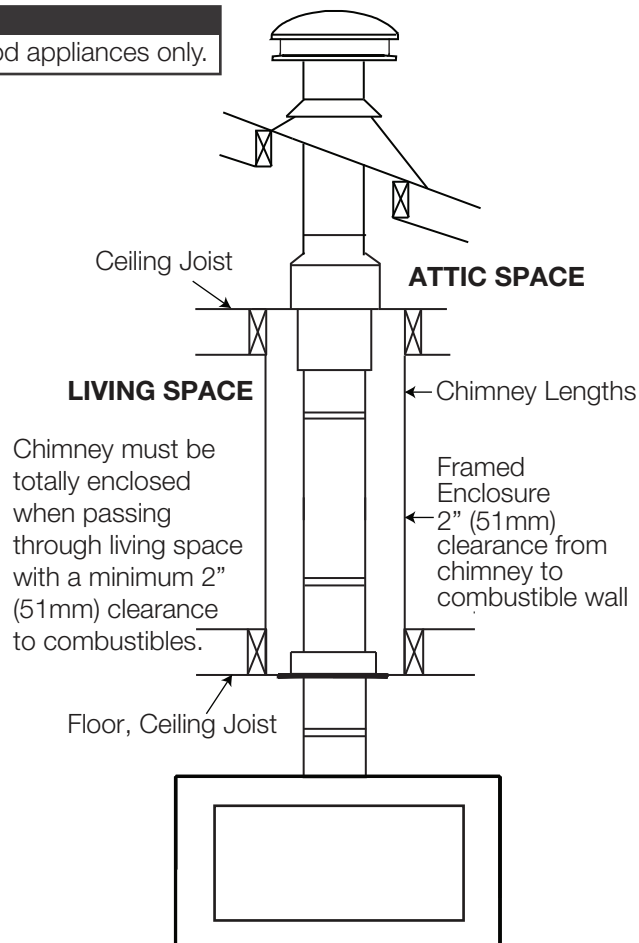 appliances only.
Ceiling Joist
ATTIC SPACE
LIVING SPACE
Chimney Lengths
Chimney must be
totally enclosed
when passing
through living space
with a minimum 2”
(51mm) clearance
to combustibles.
Framed
Enclosure
2” (51mm)
clearance from
chimney to
combustible wall
Floor, Ceiling Joist